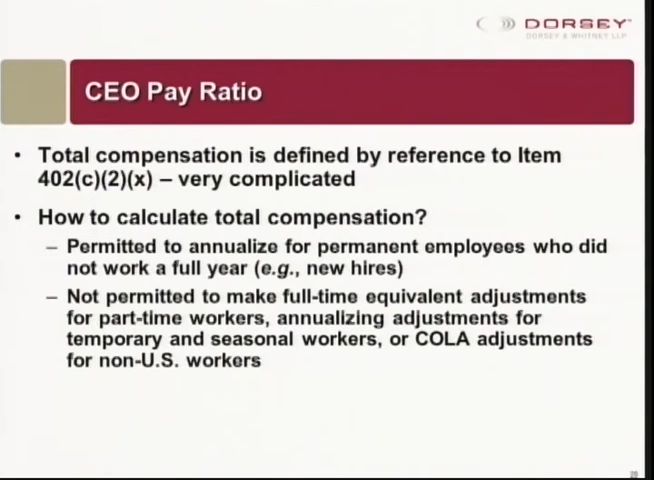 DORSEY™
DORSEY & WHITNEY LLP
CEO Pay Ratio
• Total compensation is defined by reference to Item
402(c)(2)(x) – very complicated
• How to calculate total compensation?
– Permitted to annualize for permanent employees who did
not work a full year (e.g., new hires)
– Not permitted to make full-time equivalent adjustments
for part-time workers, annualizing adjustments for
temporary and seasonal workers, or COLA adjustments
for non-U.S. workers